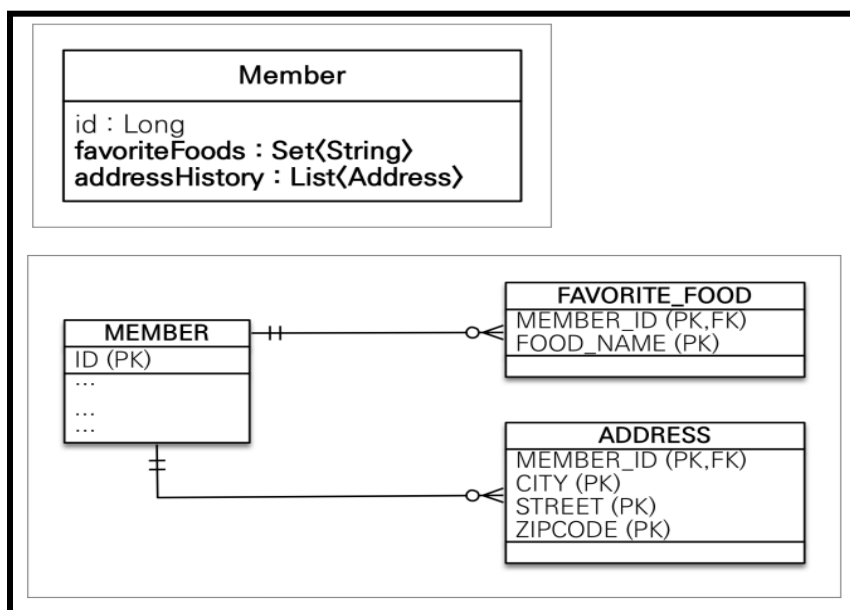 Member
id : Long
favoriteFoods : Set〈String〉
addressHistory : List〈Address〉
MEMBER
ID (PK)
...
...
...
FAVORITE_FOOD
MEMBER_ID (PK,FK)
FOOD_NAME (PK)
ADDRESS
MEMBER_ID (PK,FK)
CITY (PK)
STREET (PK)
ZIPCODE (PK)